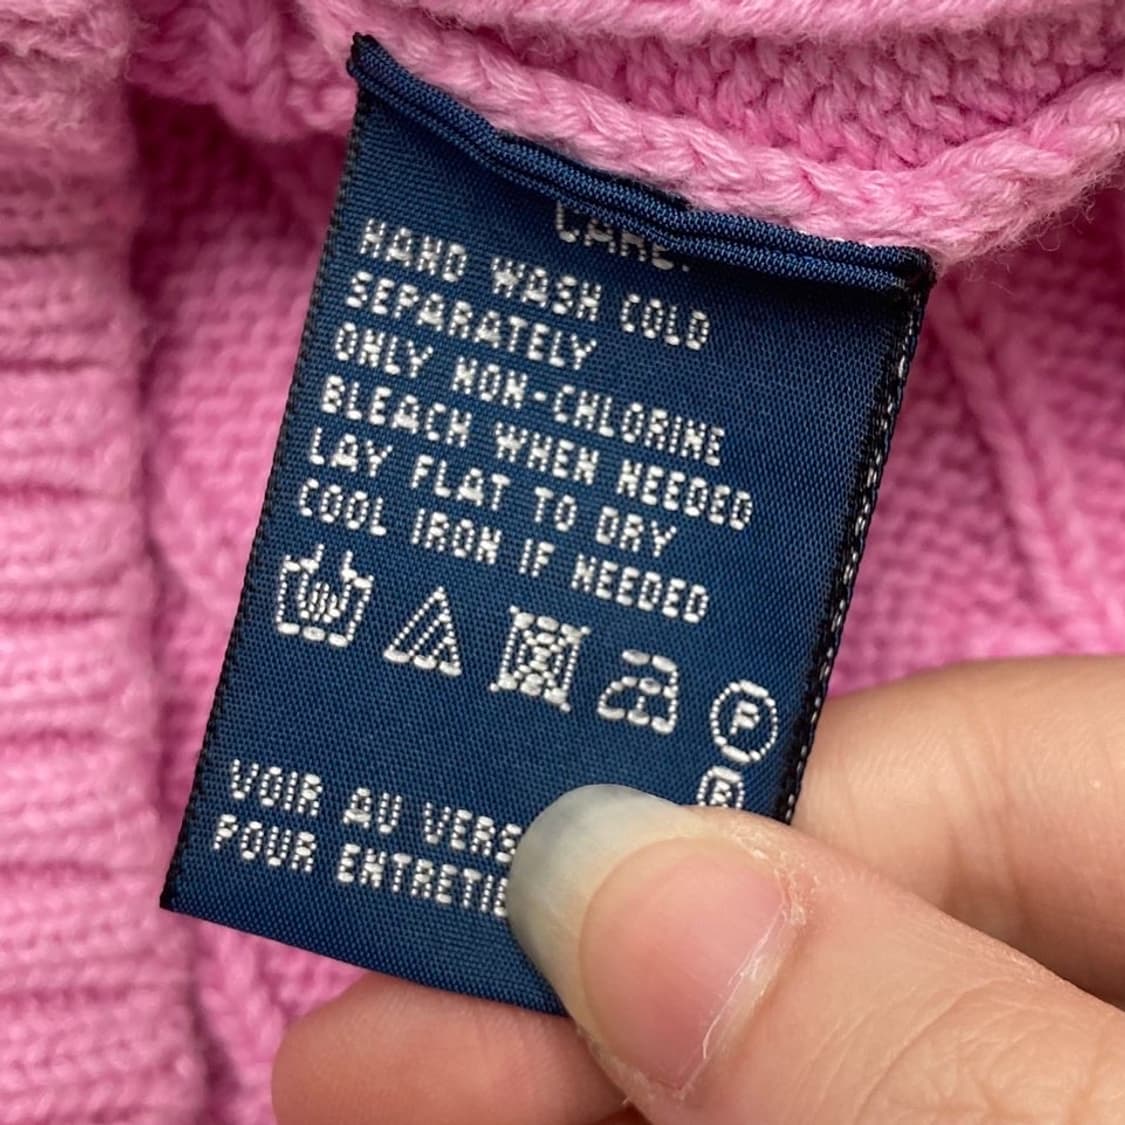 CARE:
HAND WASH COLD
SEPARATELY
ONLY NON-CHLORINE
BLEACH WHEN NEEDED
LAY FLAT TO DRY
COOL IRON IF NEEDED
P
VOIR AU VERS
POUR ENTRETIE